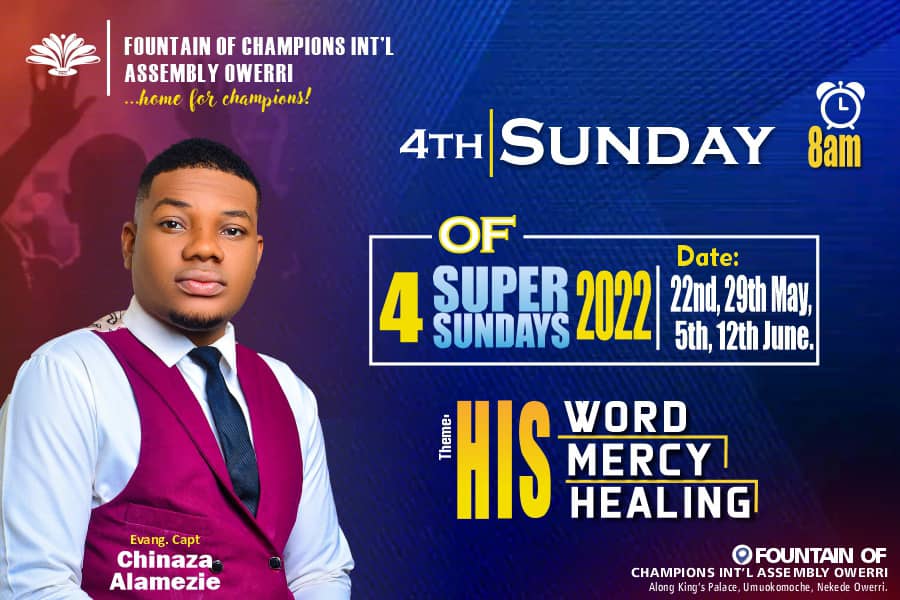 FOUNTAIN OF CHAMPIONS INT'L
ASSEMBLY OWERRI
...home for champions!
4TH SUNDAY
8am
OF
4 SUPER SUNDAYS 2022
Date:
22nd, 29th May,
5th, 12th June.
Theme: HIS
WORD
MERCY
HEALING
Evang. Capt
Chinaza
Alamezie
FOUNTAIN OF
CHAMPIONS INT'L ASSEMBLY OWERRI
Along King's Palace, Umuokomoche, Nekede Owerri.